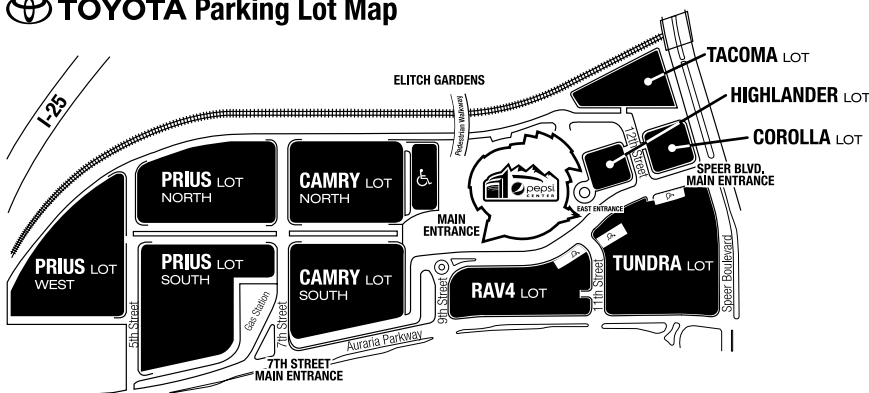 TOYOTA Parking Lot Map
I-25
ELITCH GARDENS
Pedestrian Walkway
TACOMA LOT
HIGHLANDER LOT
COROLLA LOT
12th Street
SPEER BLVD.
MAIN ENTRANCE
PRIUS LOT
NORTH
CAMRY LOT
NORTH
pepsi
CENTER
MAIN
ENTRANCE
EAST ENTRANCE
PRIUS LOT
WEST
PRIUS LOT
SOUTH
CAMRY LOT
SOUTH
RAV4 LOT
TUNDRA LOT
5th Street
Gas Station
7th Street
9th Street
11th Street
Speer Boulevard
Auraria Parkway
7TH STREET
MAIN ENTRANCE